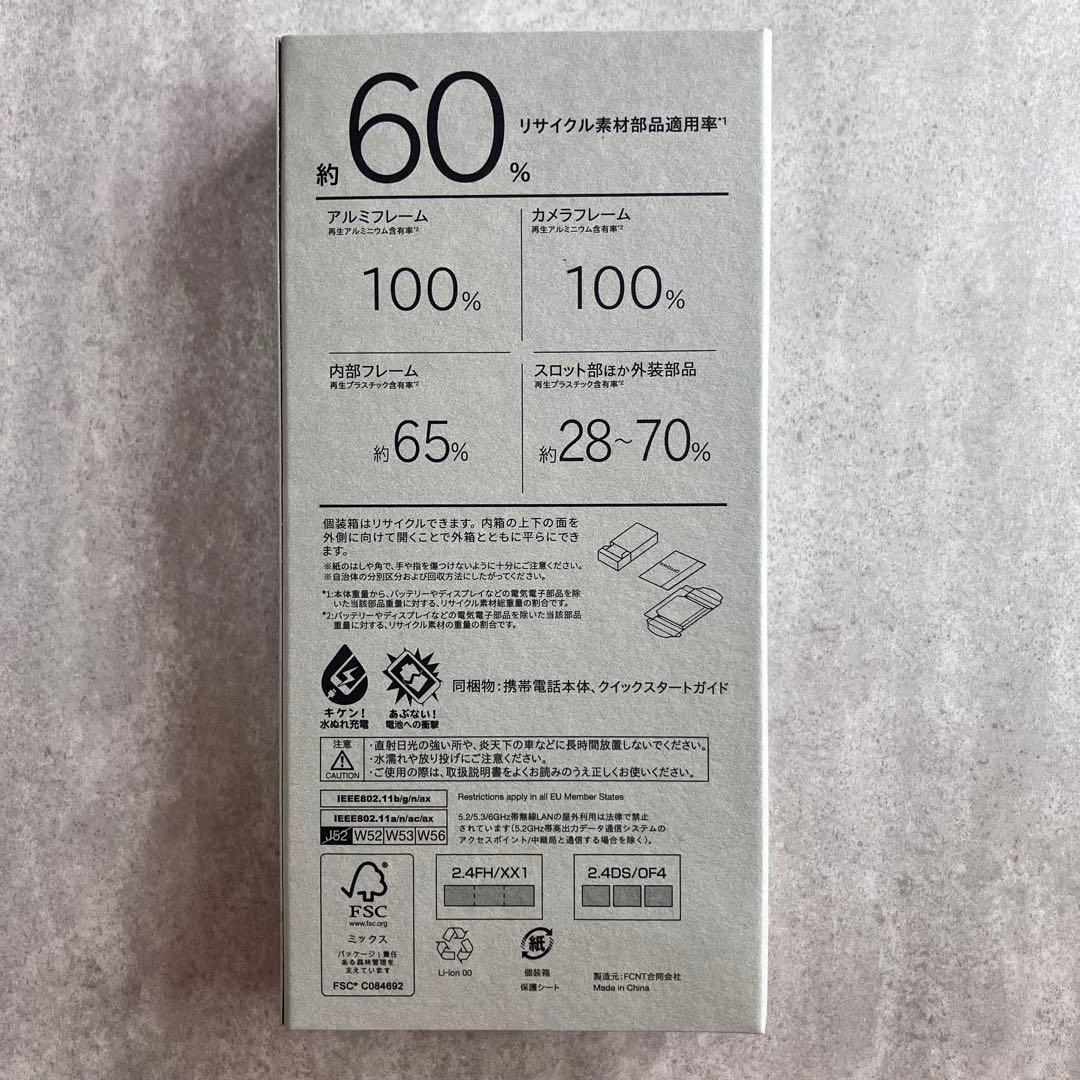 約60% リサイクル素材部品適用率*1
アルミフレーム
再生アルミニウム含有率*2
100%
カメラフレーム
再生アルミニウム含有率*2
100%
内部フレーム
再生プラスチック含有率*2
約65%
スロット部ほか外装部品
再生プラスチック含有率*2
約28~70%
個装箱はリサイクルできます。内箱の上下の面を
外側に向けて開くことで外箱とともに平らにでき
ます。
※紙のはしや角で、手や指を傷つけないように十分にご注意ください。
※自治体の分別区分および回収方法にしたがってください。
*1:本体重量から、バッテリーやディスプレイなどの電気電子部品を除
いた当該部品重量に対する、リサイクル素材総重量の割合です。
*2:バッテリーやディスプレイなどの電気電子部品を除いた当該部品
重量に対する、リサイクル素材の重量の割合です。
キケン!
水ぬれ充電
あぶない!
電池への衝撃
同梱物:携帯電話本体、クイックスタートガイド
注意
CAUTION
・直射日光の強い所や、炎天下の車などに長時間放置しないでください。
・水濡れや放り投げにご注意ください。
・ご使用の際は、取扱説明書をよくお読みのうえ正しくお使いください。
IEEE802.11b/g/n/ax
IEEE802.11a/n/ac/ax
J52 W52 W53 W56
Restrictions apply in all EU Member States
5.2/5.3/6GHz帯無線LANの屋外利用は法律で禁止
されています(5.2GHz帯高出力データ通信システムの
アクセスポイント/中継局と通信する場合を除く)。
FSC
www.fsc.org
ミックス
パッケージ|責任
ある森林管理を
支えています
FSC® C084692
2.4FH/XX1
2.4DS/OF4
Li-ion 00
紙
個装箱
保護シート
製造元:FCNT合同会社
Made in China